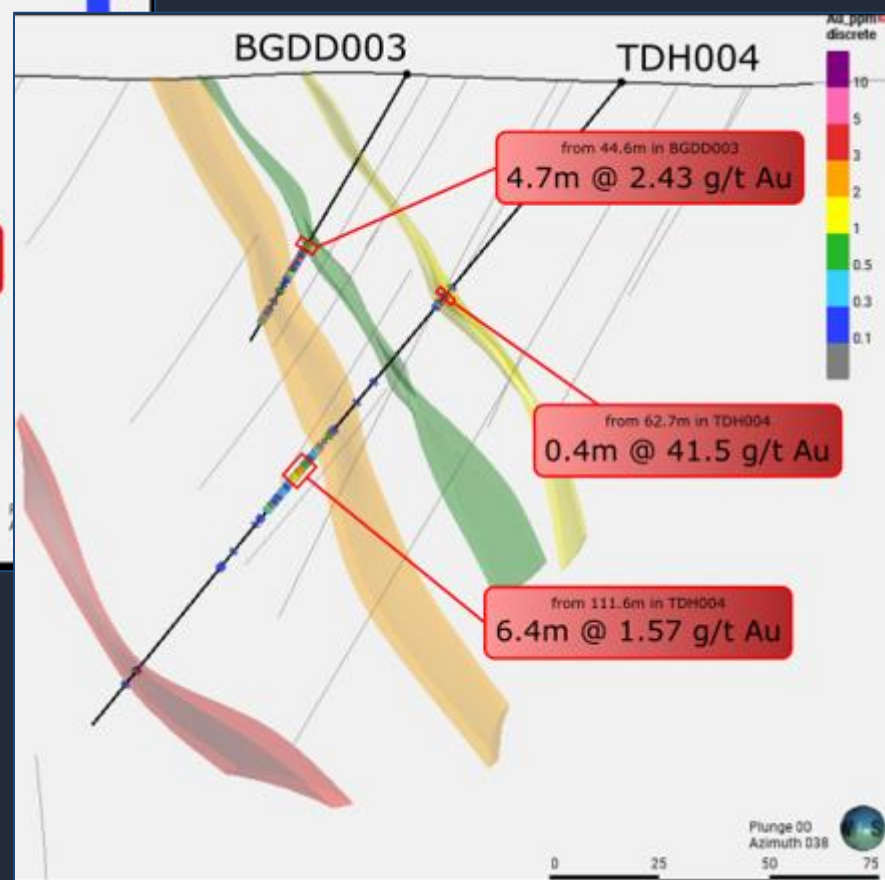 BGDD003
TDH004
Au_ppm
discrete
10
5
3
2
1
0.5
0.3
0.1
from 44.6m in BGDD003
4.7m @ 2.43 g/t Au
from 62.7m in TDH004
0.4m @ 41.5 g/t Au
from 111.6m in TDH004
6.4m @ 1.57 g/t Au
Plunge 00
Azimuth 038
0 25 50 75